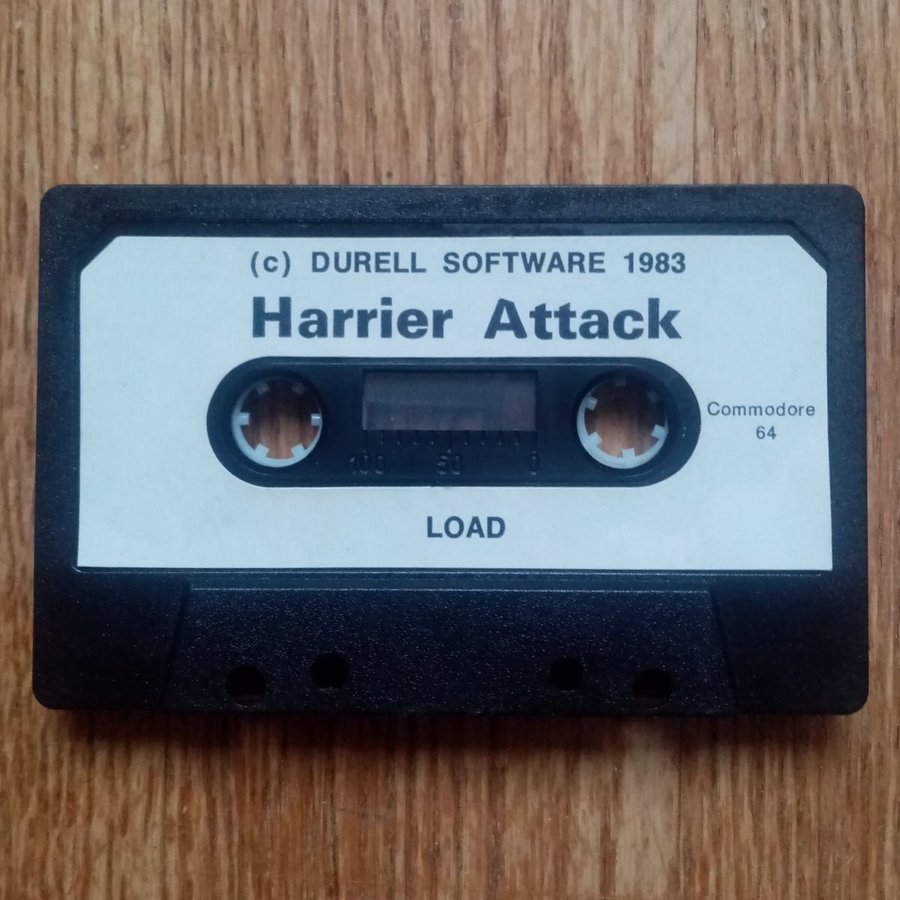 (c) DURELL SOFTWARE 1983
Harrier Attack
Commodore
64
100 50 0
LOAD